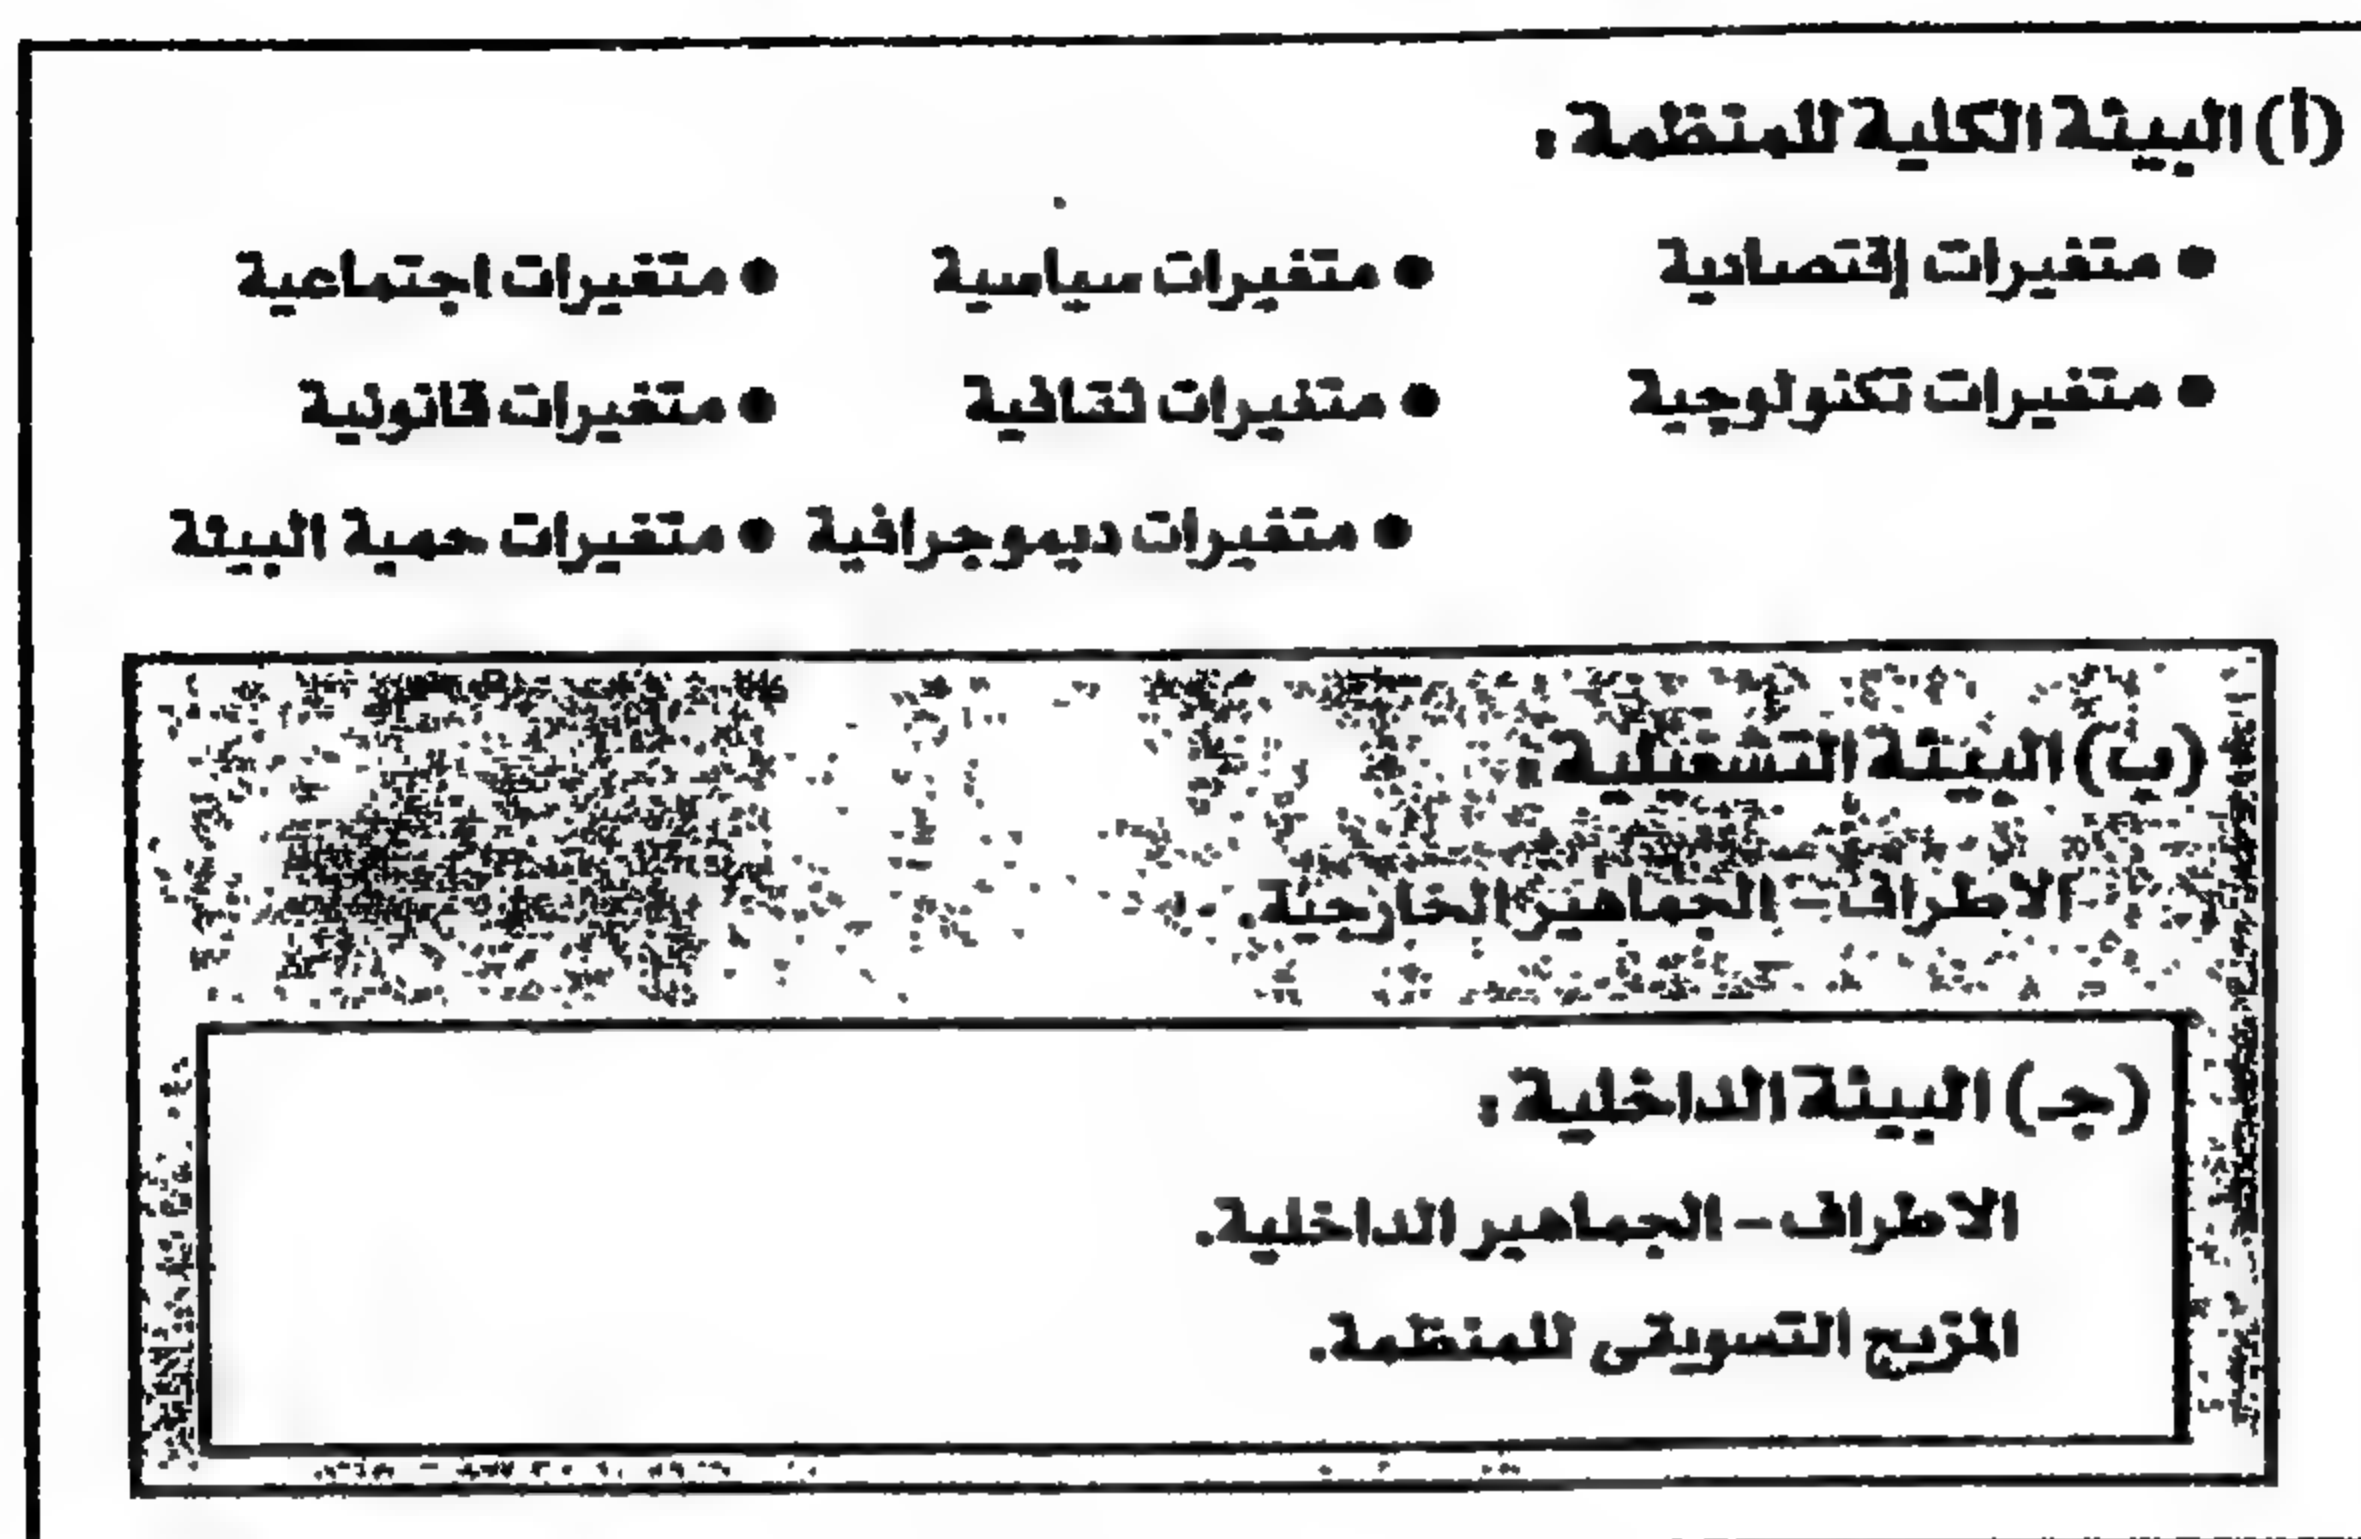 (أ) البيئة الكلية للمنظمة :
● متغيرات إقتصادية ● متغيرات سياسية ● متغيرات اجتماعية
● متغيرات تكنولوجية ● متغيرات ثقافية ● متغيرات قانونية
● متغيرات ديموجرافية ● متغيرات حمية البيئة
(ب) البيئة التشغيلية :
الاطراف - الجماهير الخارجية.
(جـ) البيئة الداخلية :
الاطراف - الجماهير الداخلية.
المزيج التسويقى للمنظمة.